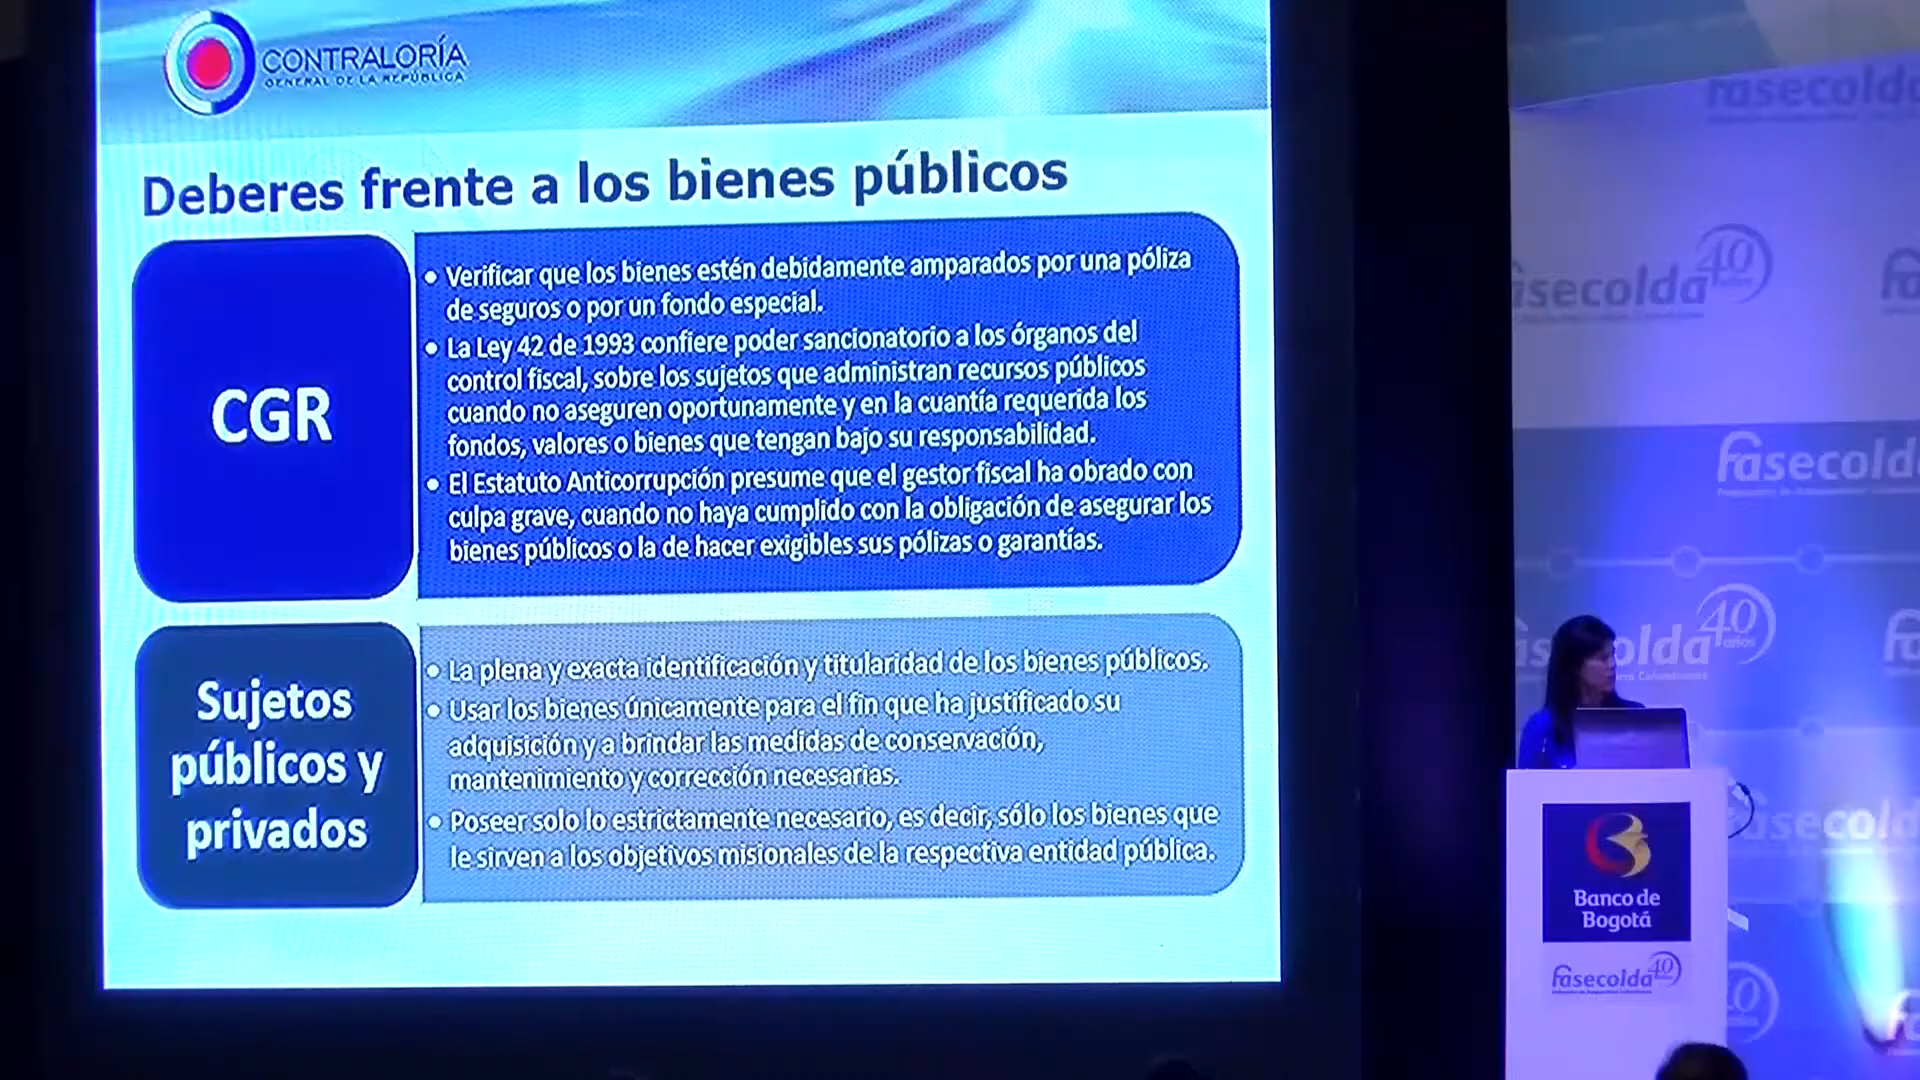 CONTRALORÍA
GENERAL DE LA REPÚBLICA
Deberes frente a los bienes públicos
CGR
• Verificar que los bienes estén debidamente amparados por una póliza
de seguros o por un fondo especial.
• La Ley 42 de 1993 confiere poder sancionatorio a los órganos del
control fiscal, sobre los sujetos que administran recursos públicos
cuando no aseguren oportunamente y en la cuantía requerida los
fondos, valores o bienes que tengan bajo su responsabilidad.
• El Estatuto Anticorrupción presume que el gestor fiscal ha obrado con
culpa grave, cuando no haya cumplido con la obligación de asegurar los
bienes públicos o la de hacer exigibles sus pólizas o garantías.
Sujetos
públicos y
privados
• La plena y exacta identificación y titularidad de los bienes públicos.
• Usar los bienes únicamente para el fin que ha justificado su
adquisición y a brindar las medidas de conservación,
mantenimiento y corrección necesarias.
• Poseer solo lo estrictamente necesario, es decir, sólo los bienes que
le sirven a los objetivos misionales de la respectiva entidad pública.
fasecolda
fasecolda 40
fasecolda
fasecolda 40 años
fasecolda
Banco de
Bogotá
fasecolda 40